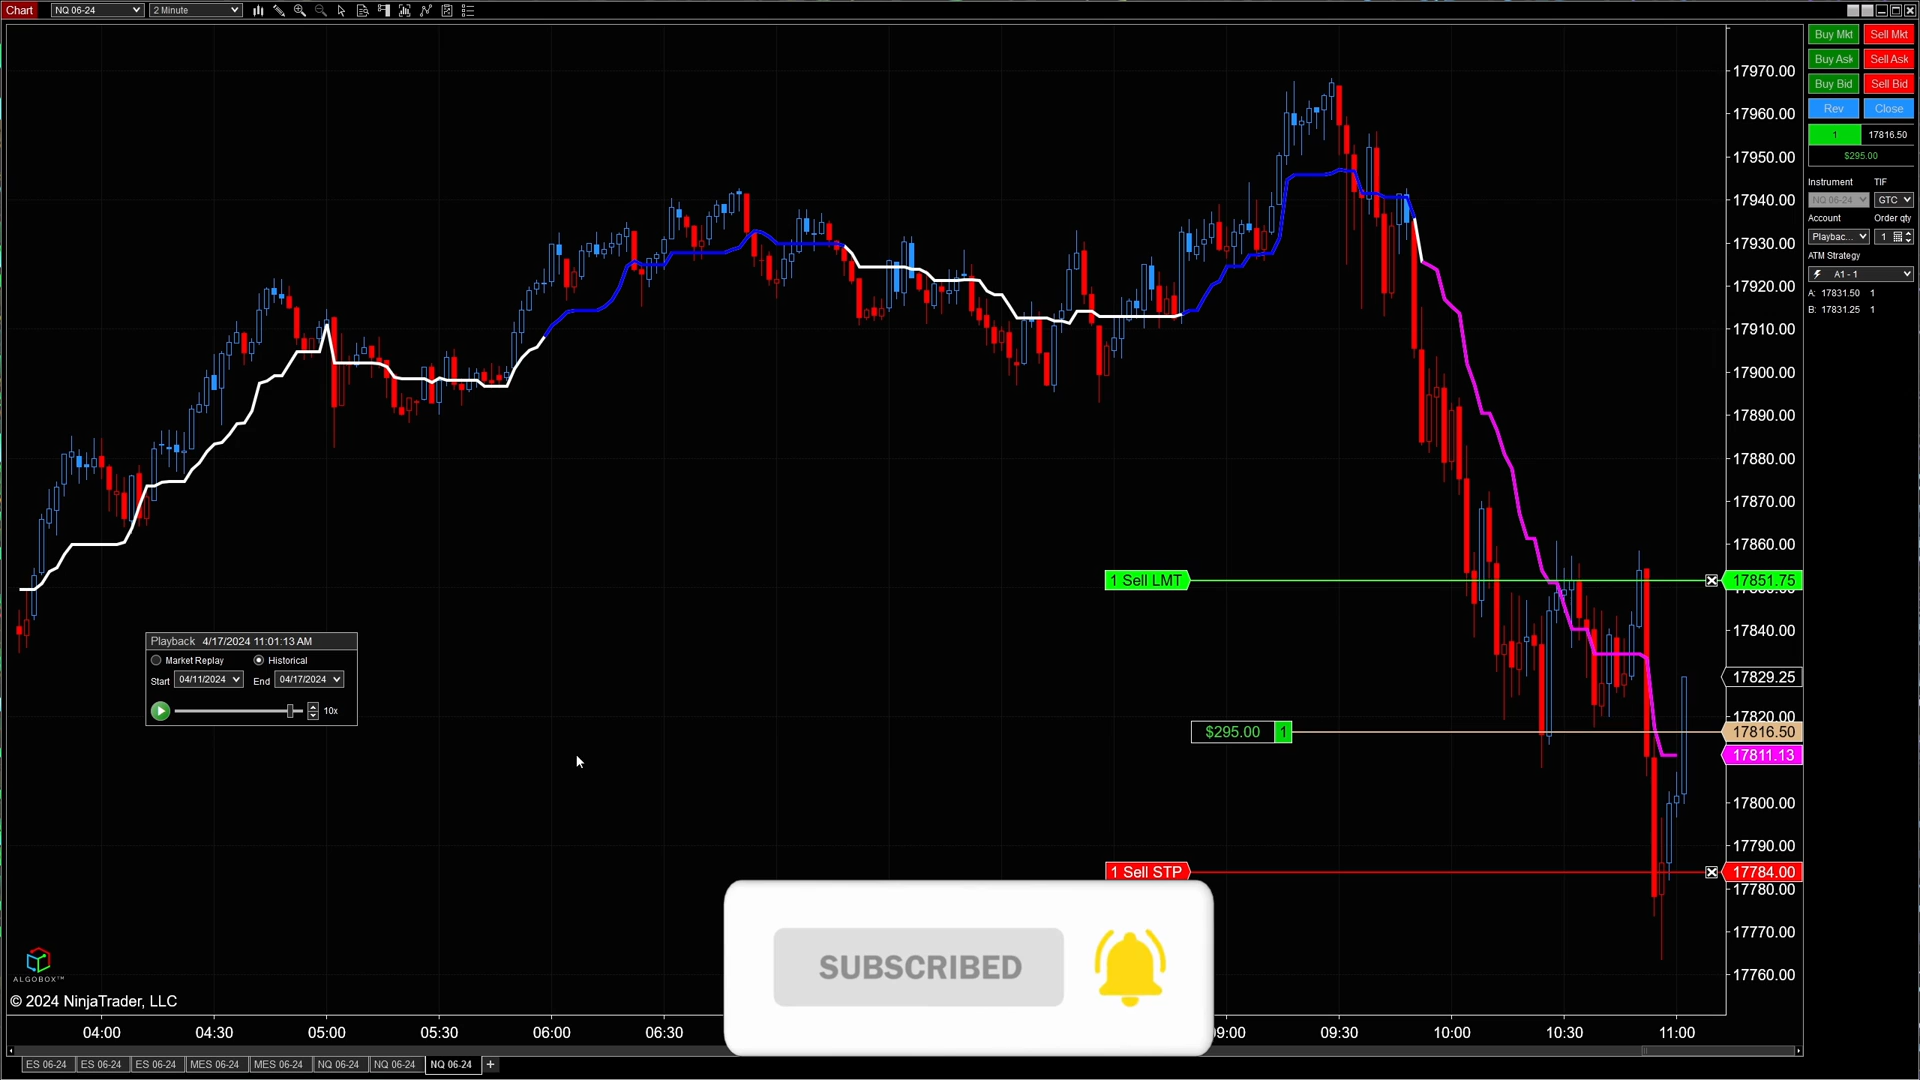 Chart NQ 06-24 2 Minute
17970.00
17960.00
17950.00
17940.00
17930.00
17920.00
17910.00
17900.00
17890.00
17880.00
17870.00
17860.00
17851.75
17840.00
17829.25
17820.00
17816.50
17811.13
17800.00
17790.00
17784.00
17780.00
17770.00
17760.00
1 Sell LMT
$295.00 1
1 Sell STP
Playback 4/17/2024 11:01:13 AM
Market Replay Historical
Start 04/11/2024 End 04/17/2024
10x
SUBSCRIBED
ALGOBOX™
© 2024 NinjaTrader, LLC
04:00 04:30 05:00 05:30 06:00 06:30 09:00 09:30 10:00 10:30 11:00
ES 06-24 ES 06-24 ES 06-24 MES 06-24 MES 06-24 NQ 06-24 NQ 06-24 NQ 06-24 +
Buy Mkt Sell Mkt
Buy Ask Sell Ask
Buy Bid Sell Bid
Rev Close
1 17816.50
$295.00
Instrument TIF
NQ 06-24 GTC
Account Order qty
Playbac... 1
ATM Strategy
A1 - 1
A: 17831.50 1
B: 17831.25 1